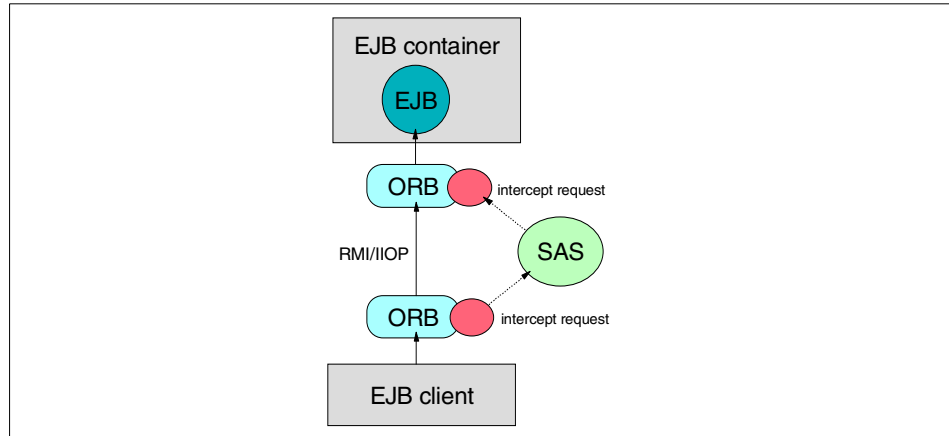 EJB container
EJB
ORB
intercept request
RMI/IIOP
SAS
ORB
intercept request
EJB client